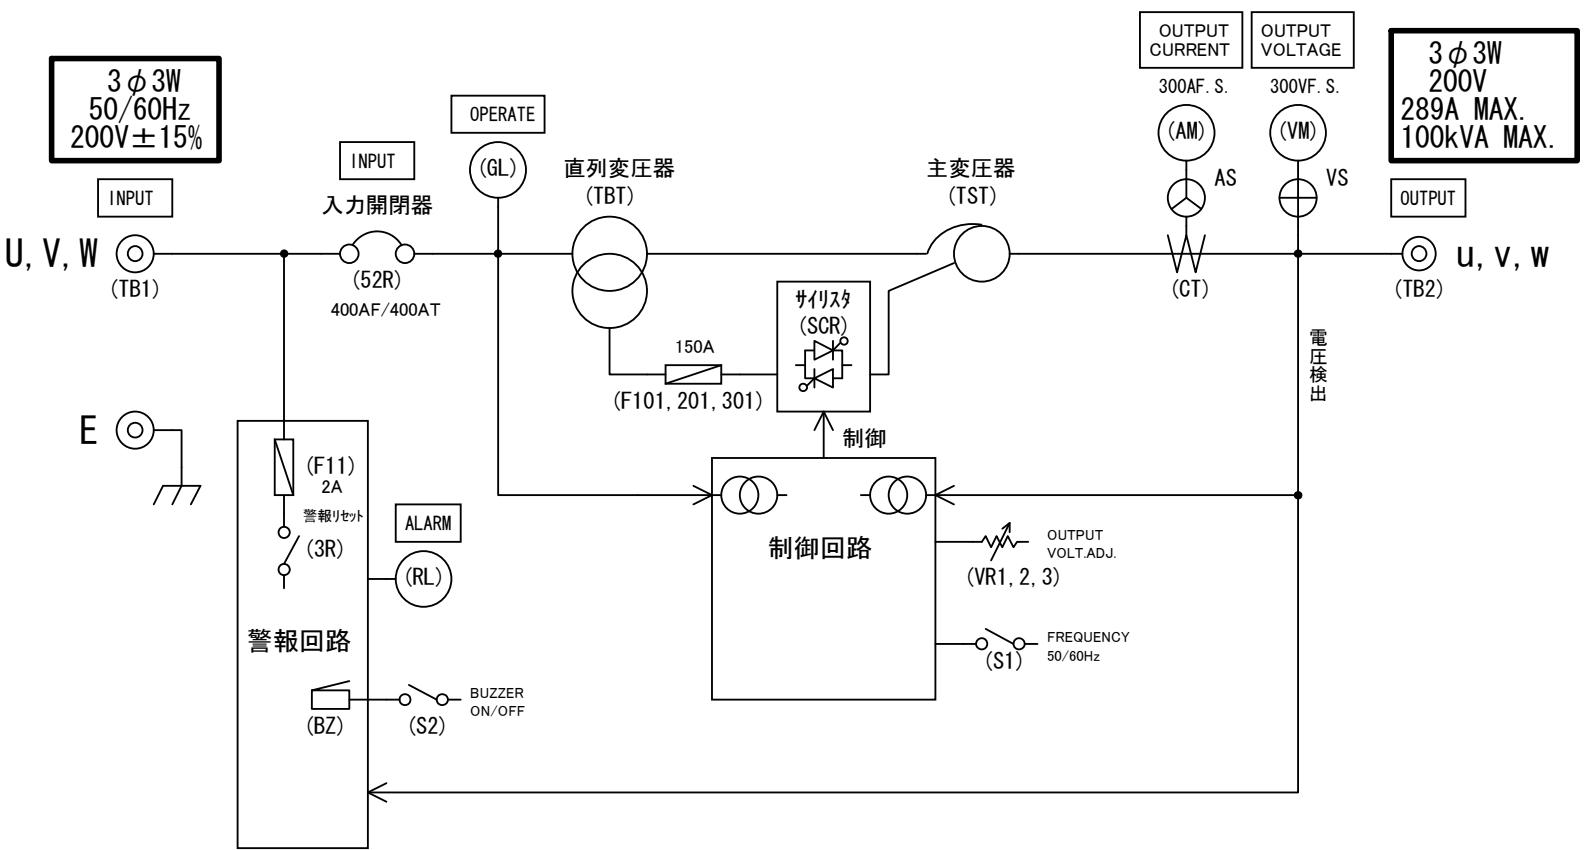 3φ3W
50/60Hz
200V±15%
INPUT
U, V, W
(TB1)
E
INPUT
入力開閉器
(52R)
400AF/400AT
OPERATE
(GL)
直列変圧器
(TBT)
主変圧器
(TST)
OUTPUT
CURRENT
300AF. S.
(AM)
AS
(CT)
OUTPUT
VOLTAGE
300VF. S.
(VM)
VS
3φ3W
200V
289A MAX.
100kVA MAX.
OUTPUT
u, v, w
(TB2)
電圧検出
150A
(F101, 201, 301)
ｻｲﾘｽﾀ
(SCR)
制御
制御回路
OUTPUT
VOLT.ADJ.
(VR1, 2, 3)
FREQUENCY
50/60Hz
(S1)
(F11)
2A
警報ﾘｾｯﾄ
(3R)
ALARM
(RL)
警報回路
(BZ)
BUZZER
ON/OFF
(S2)